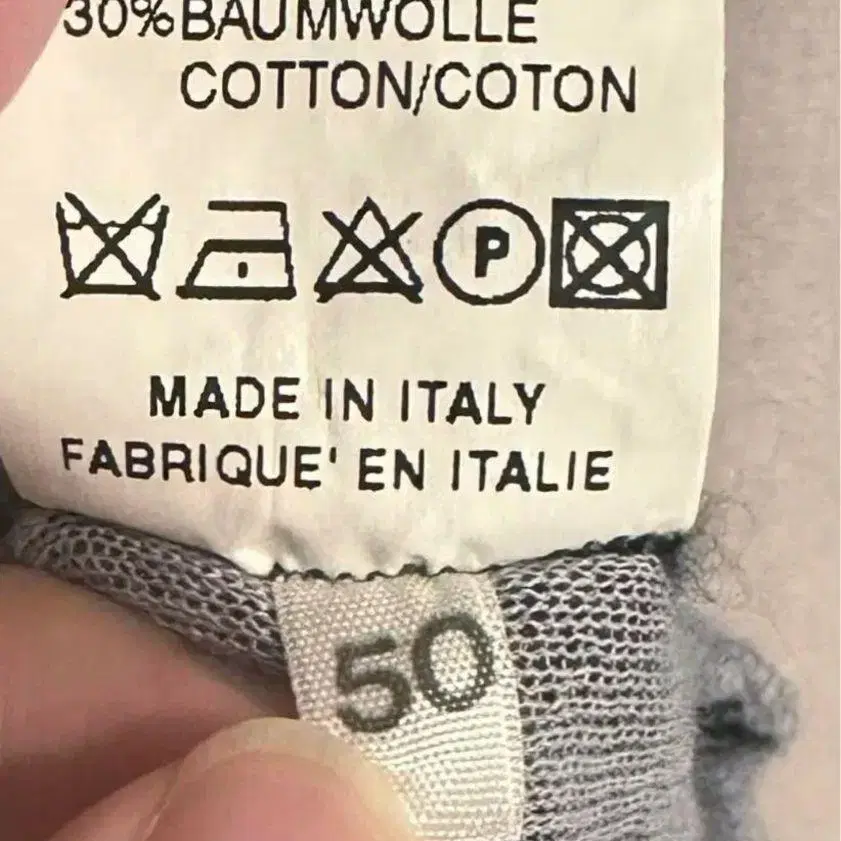 30%BAUMWOLLE
COTTON/COTON
P
MADE IN ITALY
FABRIQUE' EN ITALIE
50